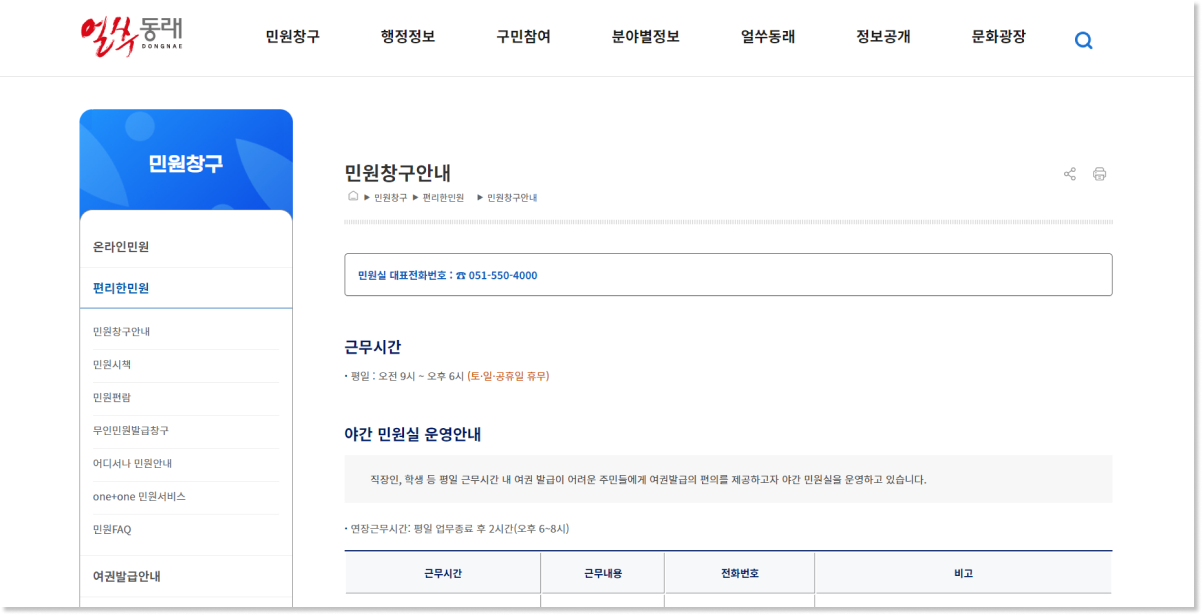 얼쑤 동래
DONGNAE
민원창구 행정정보 구민참여 분야별정보 얼쑤동래 정보공개 문화광장
민원창구
온라인민원
편리한민원
민원창구안내
민원시책
민원편람
무인민원발급창구
어디서나 민원안내
one+one 민원서비스
민원FAQ
여권발급안내
민원창구안내
▶ 민원창구 ▶ 편리한민원 ▶ 민원창구안내
민원실 대표전화번호 : ☎ 051-550-4000
근무시간
• 평일 : 오전 9시 ~ 오후 6시 (토·일·공휴일 휴무)
야간 민원실 운영안내
직장인, 학생 등 평일 근무시간 내 여권 발급이 어려운 주민들에게 여권발급의 편의를 제공하고자 야간 민원실을 운영하고 있습니다.
• 연장근무시간: 평일 업무종료 후 2시간(오후 6~8시)
근무시간 근무내용 전화번호 비고